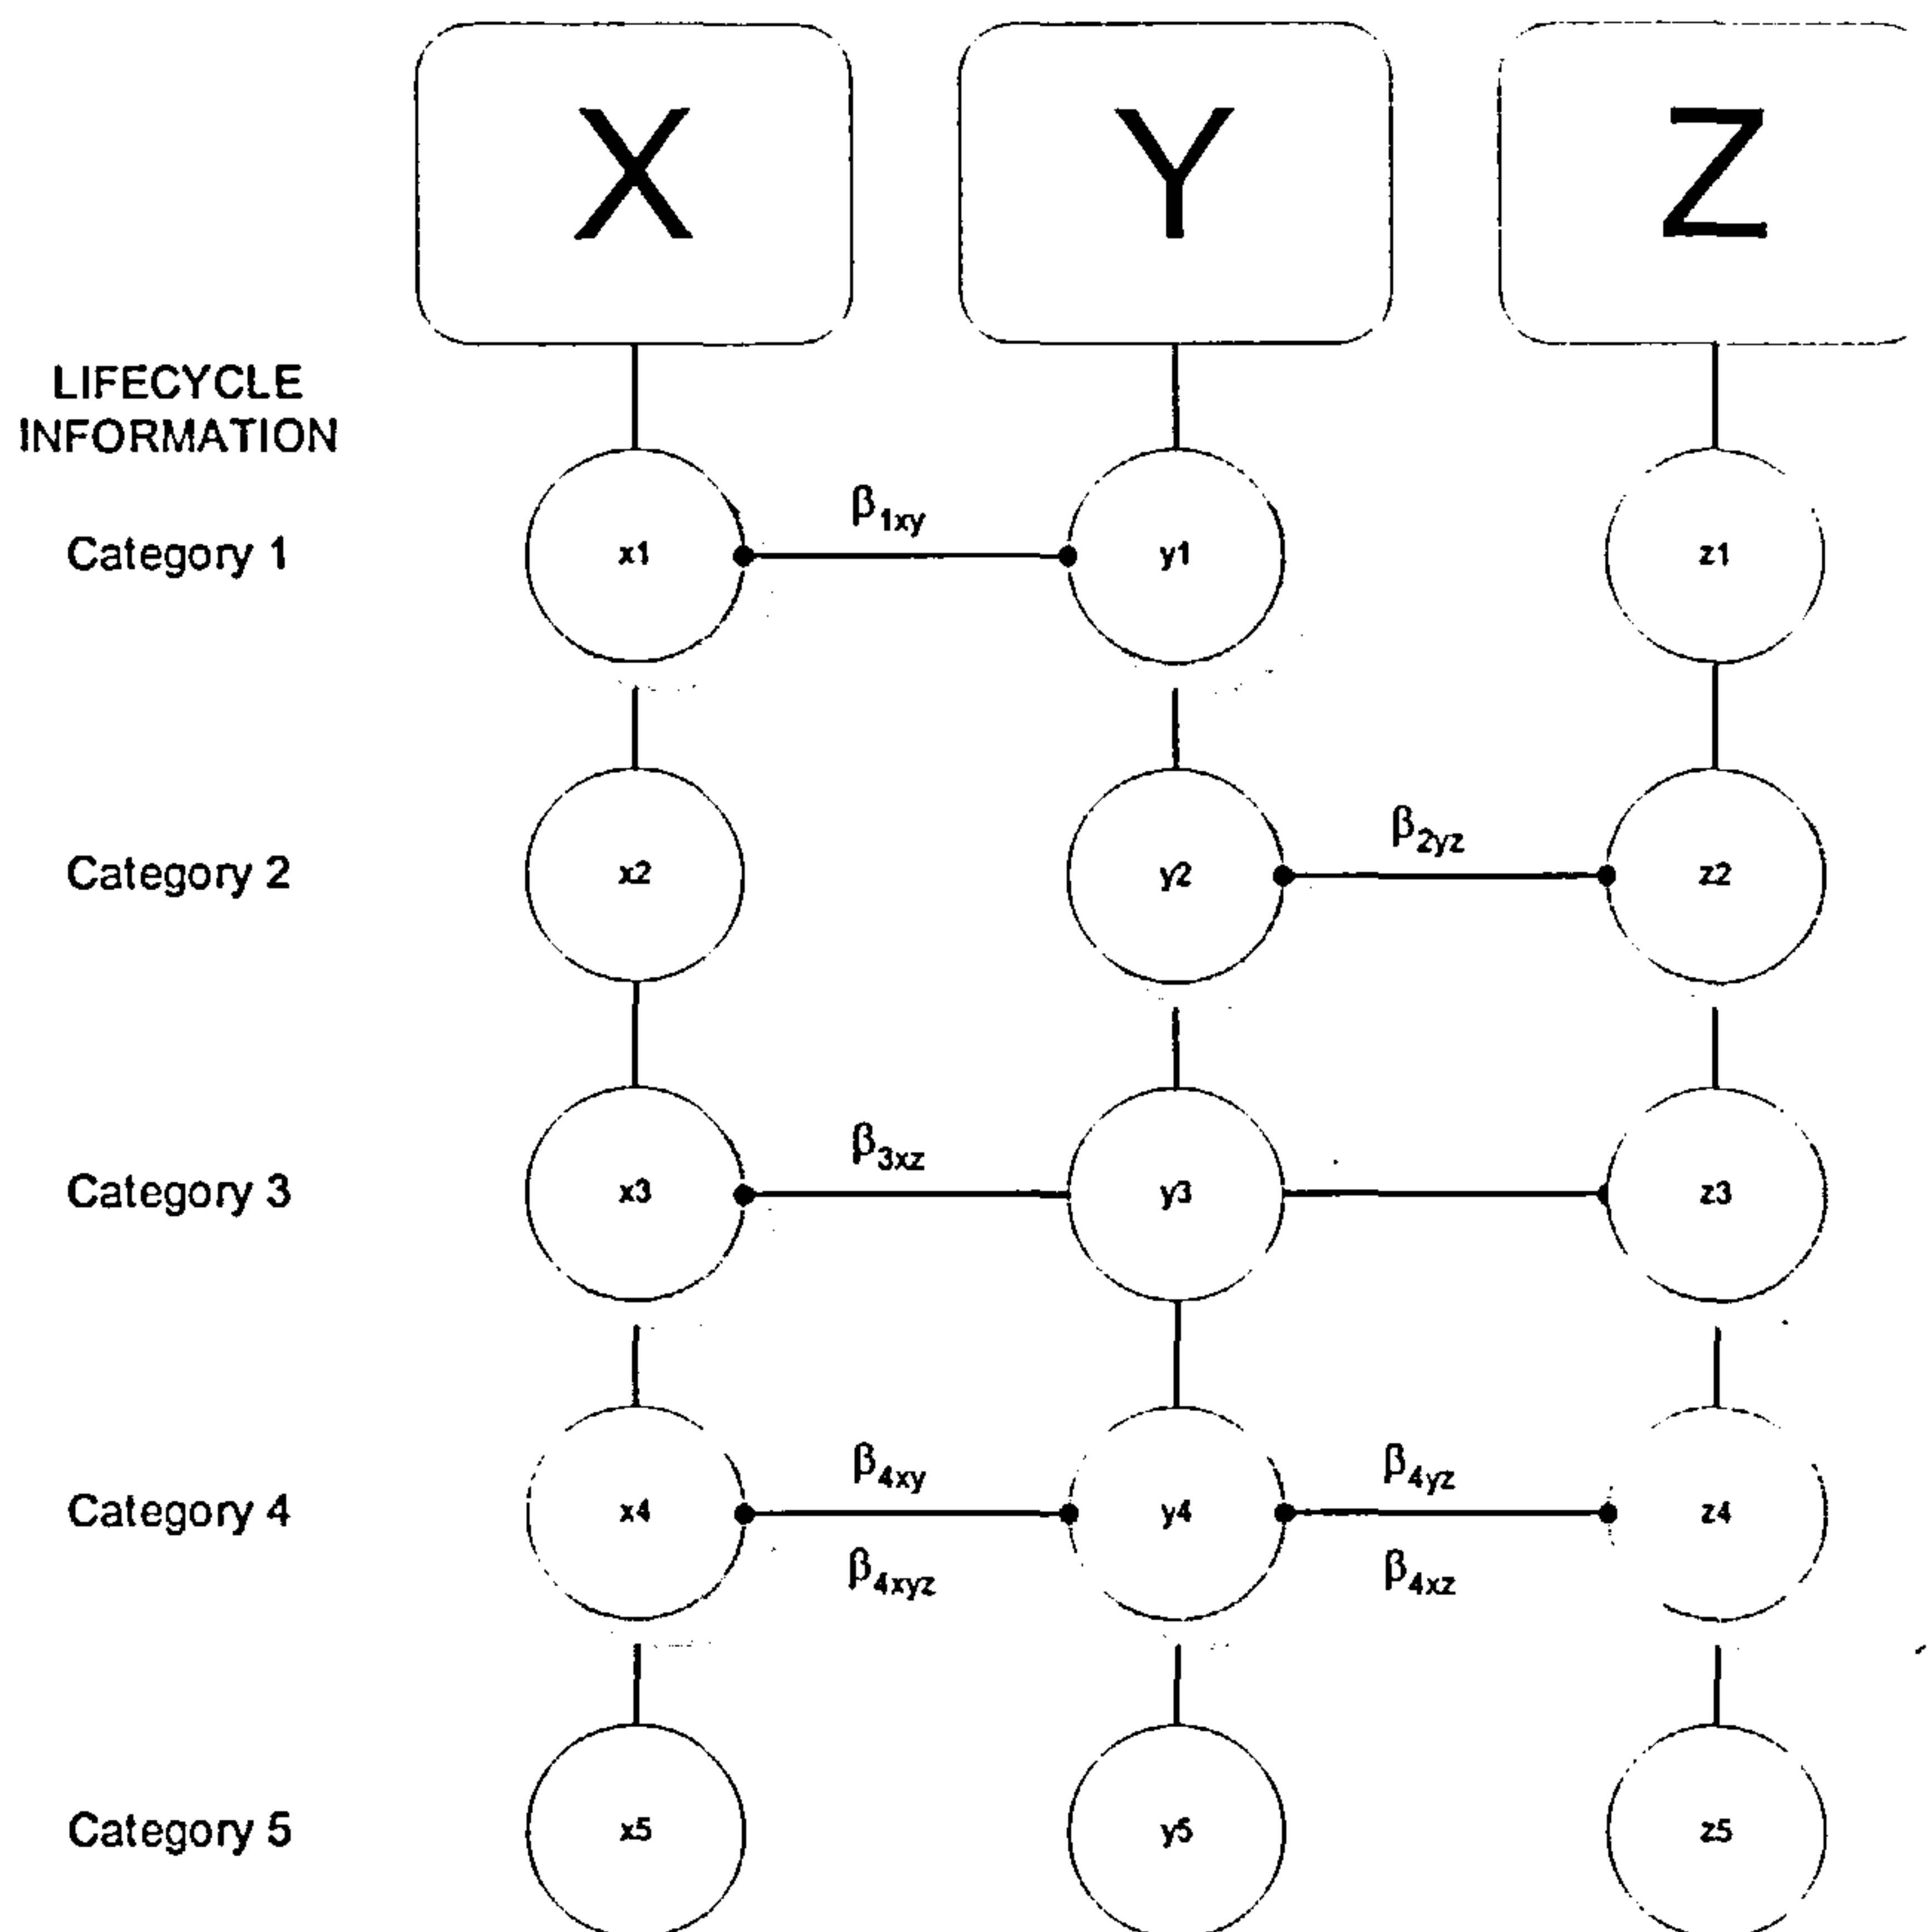 X Y Z
LIFECYCLE
INFORMATION
β1xy
Category 1 x1 y1 z1
β2yz
Category 2 x2 y2 z2
β3xz
Category 3 x3 y3 z3
β4xy β4yz
Category 4 x4 y4 z4
β4xyz β4xz
Category 5 x5 y5 z5